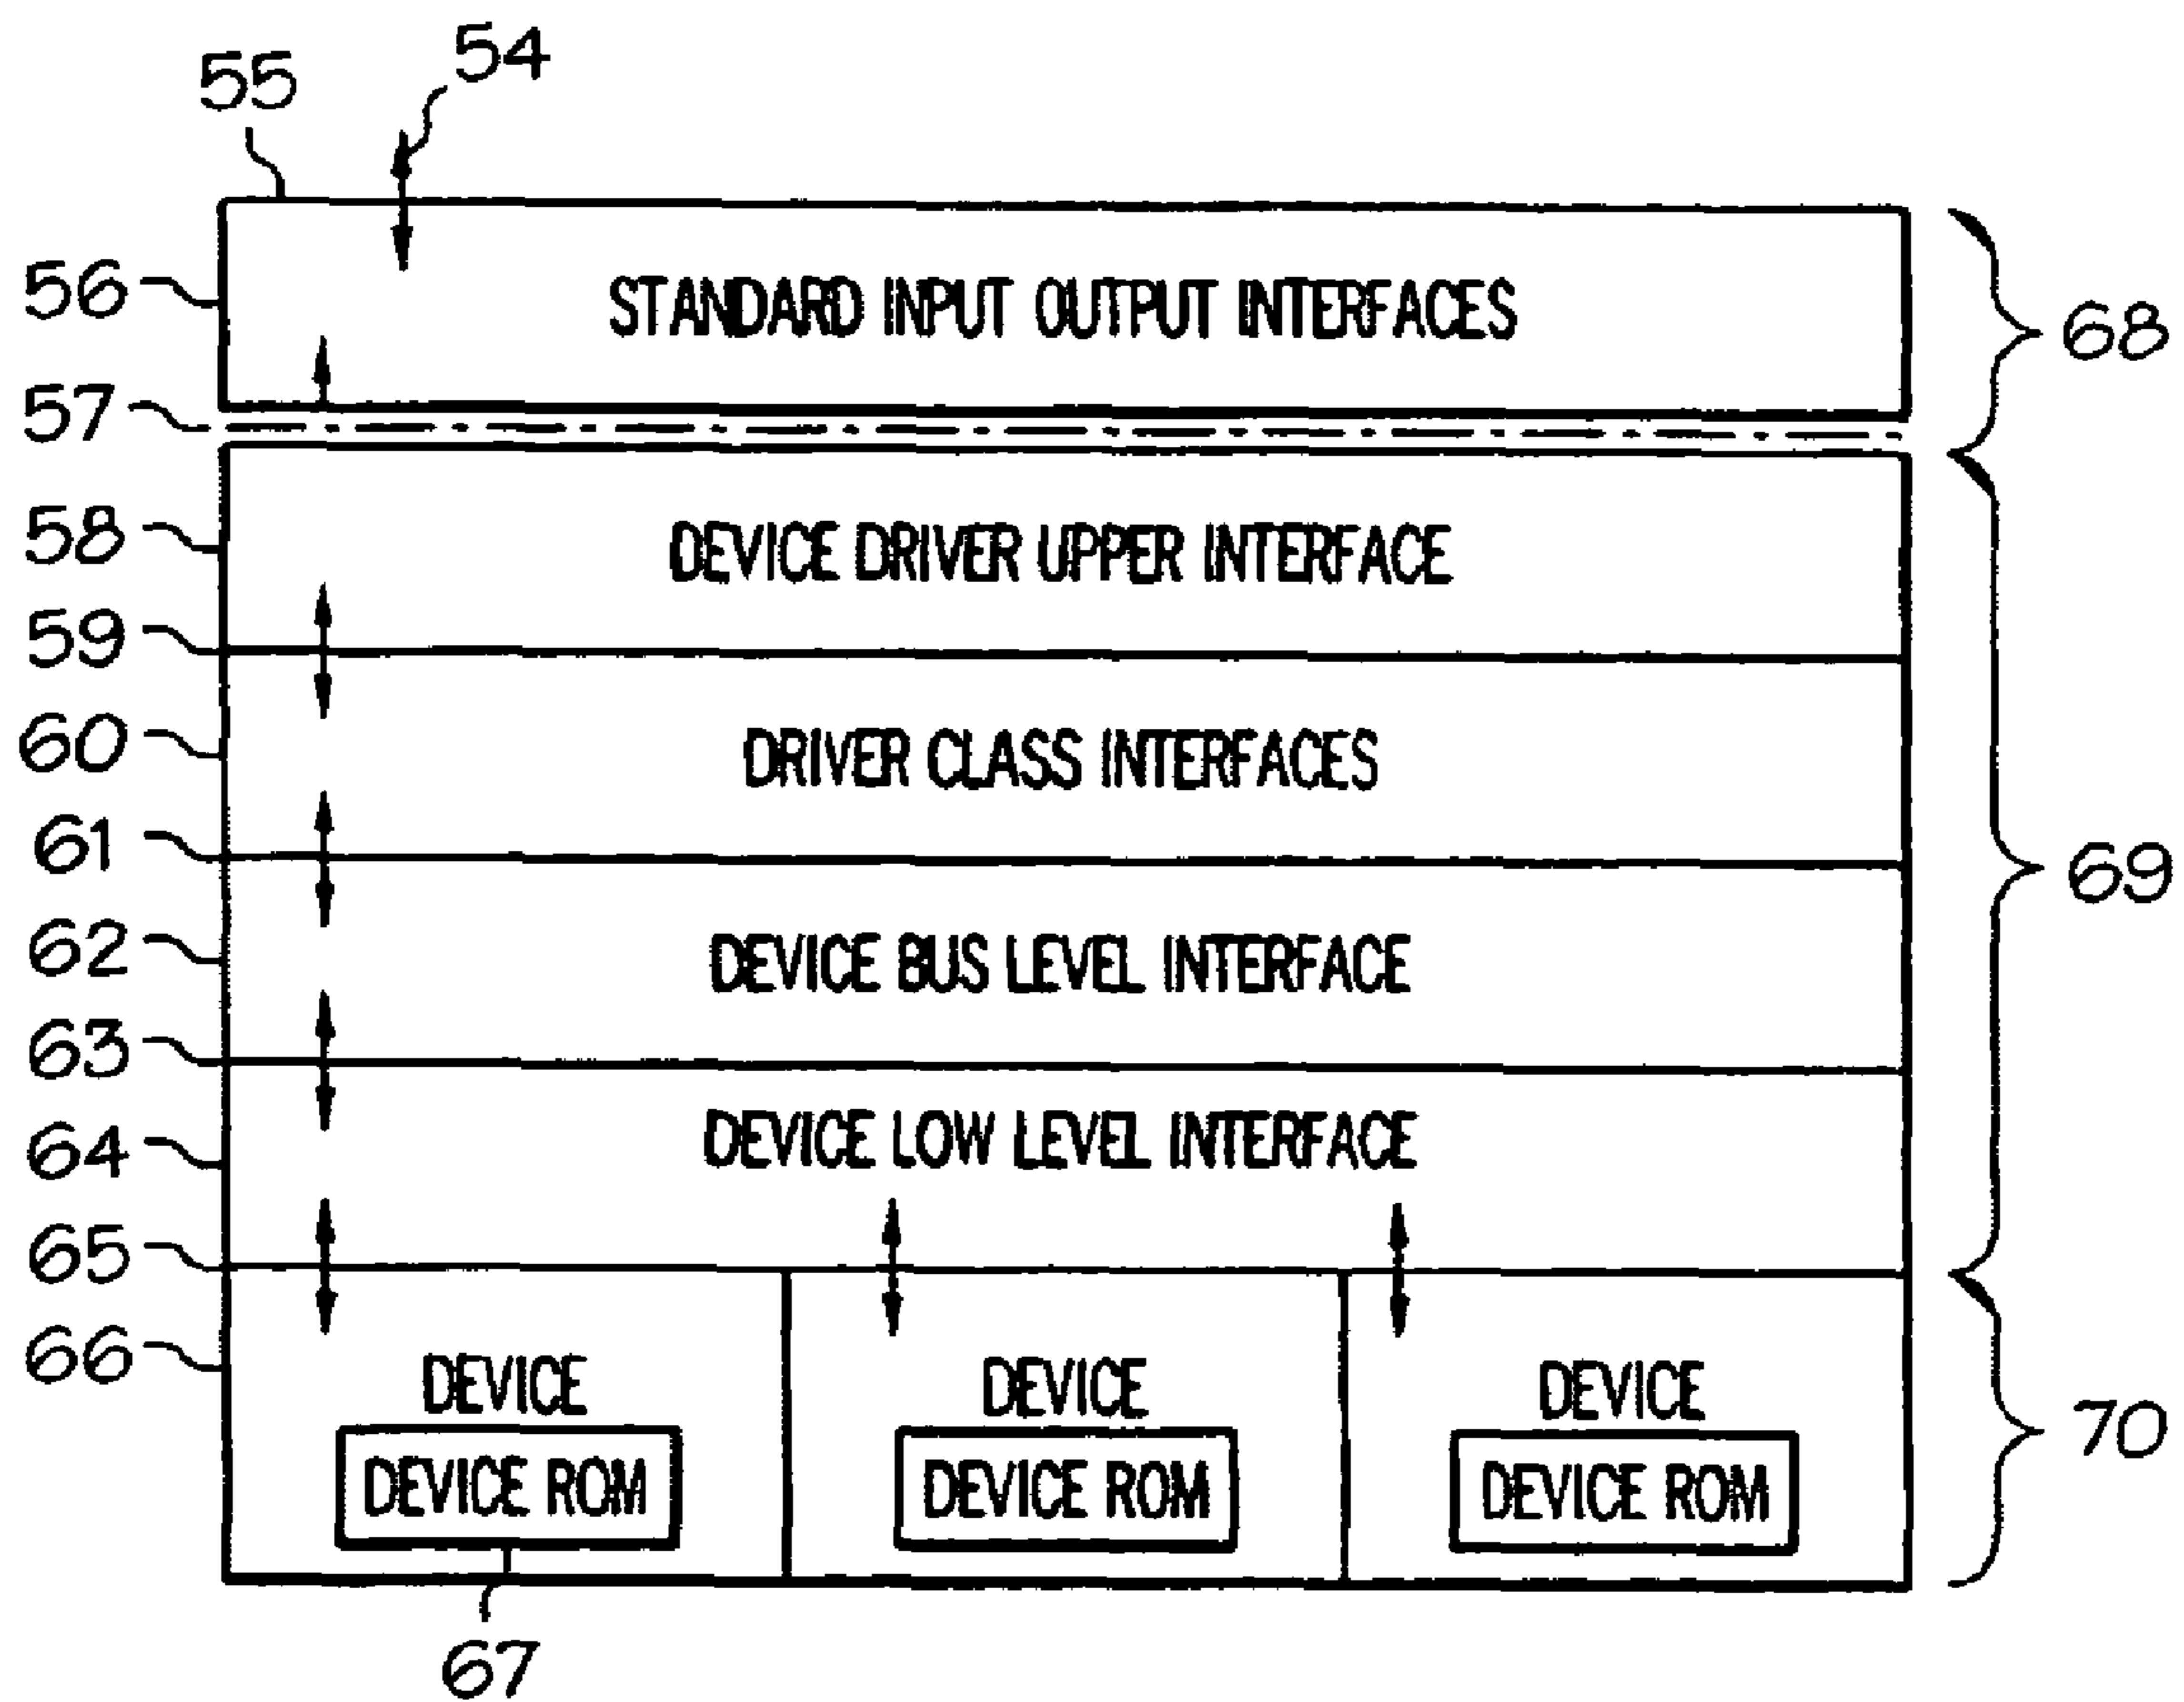 54
55
56 STANDARD INPUT OUTPUT INTERFACES 68
57
58 DEVICE DRIVER UPPER INTERFACE
59
60 DRIVER CLASS INTERFACES
61 69
62 DEVICE BUS LEVEL INTERFACE
63
64 DEVICE LOW LEVEL INTERFACE
65
66 DEVICE DEVICE DEVICE
70
DEVICE ROM DEVICE ROM DEVICE ROM
67